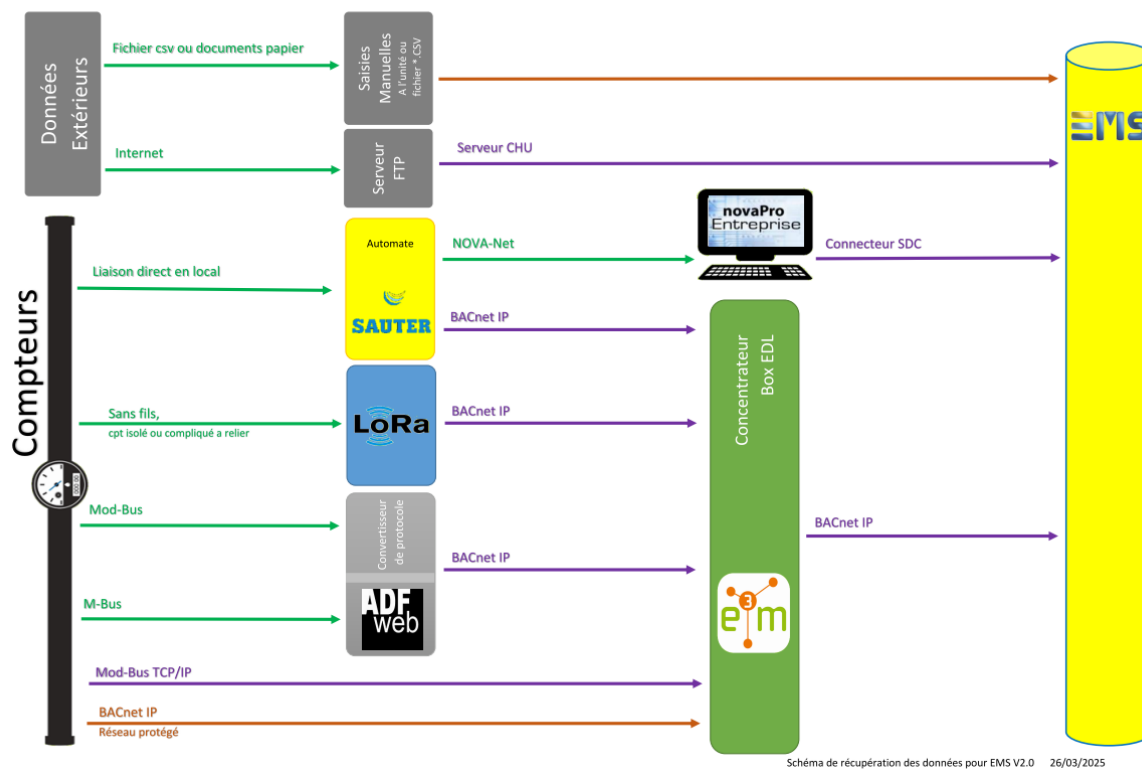 Données
Extérieurs
Fichier csv ou documents papier
Internet
Saisies
Manuelles
A l'unité ou
fichier *.CSV
Serveur
FTP
Serveur CHU
EMS
Compteurs
000 00
Liaison direct en local
Automate
SAUTER
NOVA-Net
novaPro
Entreprise
Connecteur SDC
BACnet IP
Sans fils,
cpt isolé ou compliqué a relier
LoRa
BACnet IP
Concentrateur
Box EDL
Mod-Bus
Convertisseur
de protocole
BACnet IP
BACnet IP
M-Bus
ADF
web
e3m
Mod-Bus TCP/IP
BACnet IP
Réseau protégé
Schéma de récupération des données pour EMS V2.0 26/03/2025